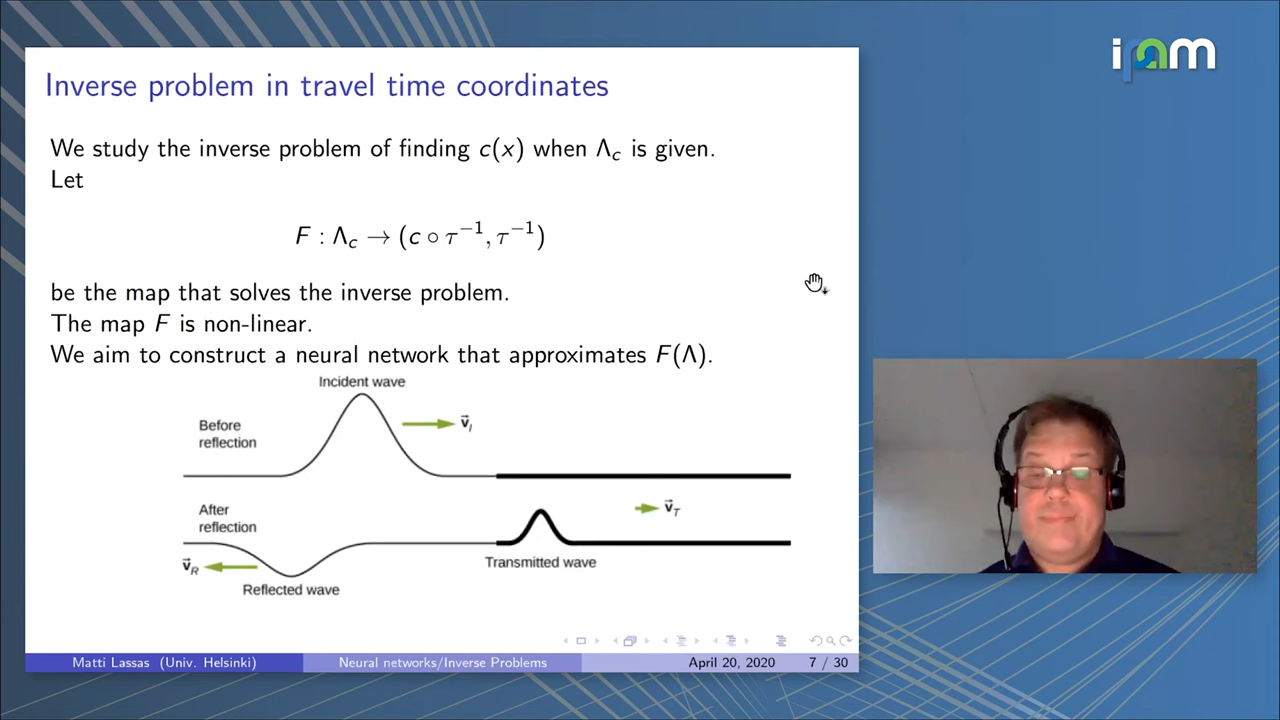 ipam
Inverse problem in travel time coordinates
We study the inverse problem of finding c(x) when Λ_c is given.
Let
F : Λ_c → (c ∘ τ⁻¹, τ⁻¹)
be the map that solves the inverse problem.
The map F is non-linear.
We aim to construct a neural network that approximates F(Λ).
Incident wave
Before
reflection
v⃗_I
After
reflection
v⃗_T
v⃗_R
Transmitted wave
Reflected wave
Matti Lassas (Univ. Helsinki) Neural networks/Inverse Problems April 20, 2020 7 / 30